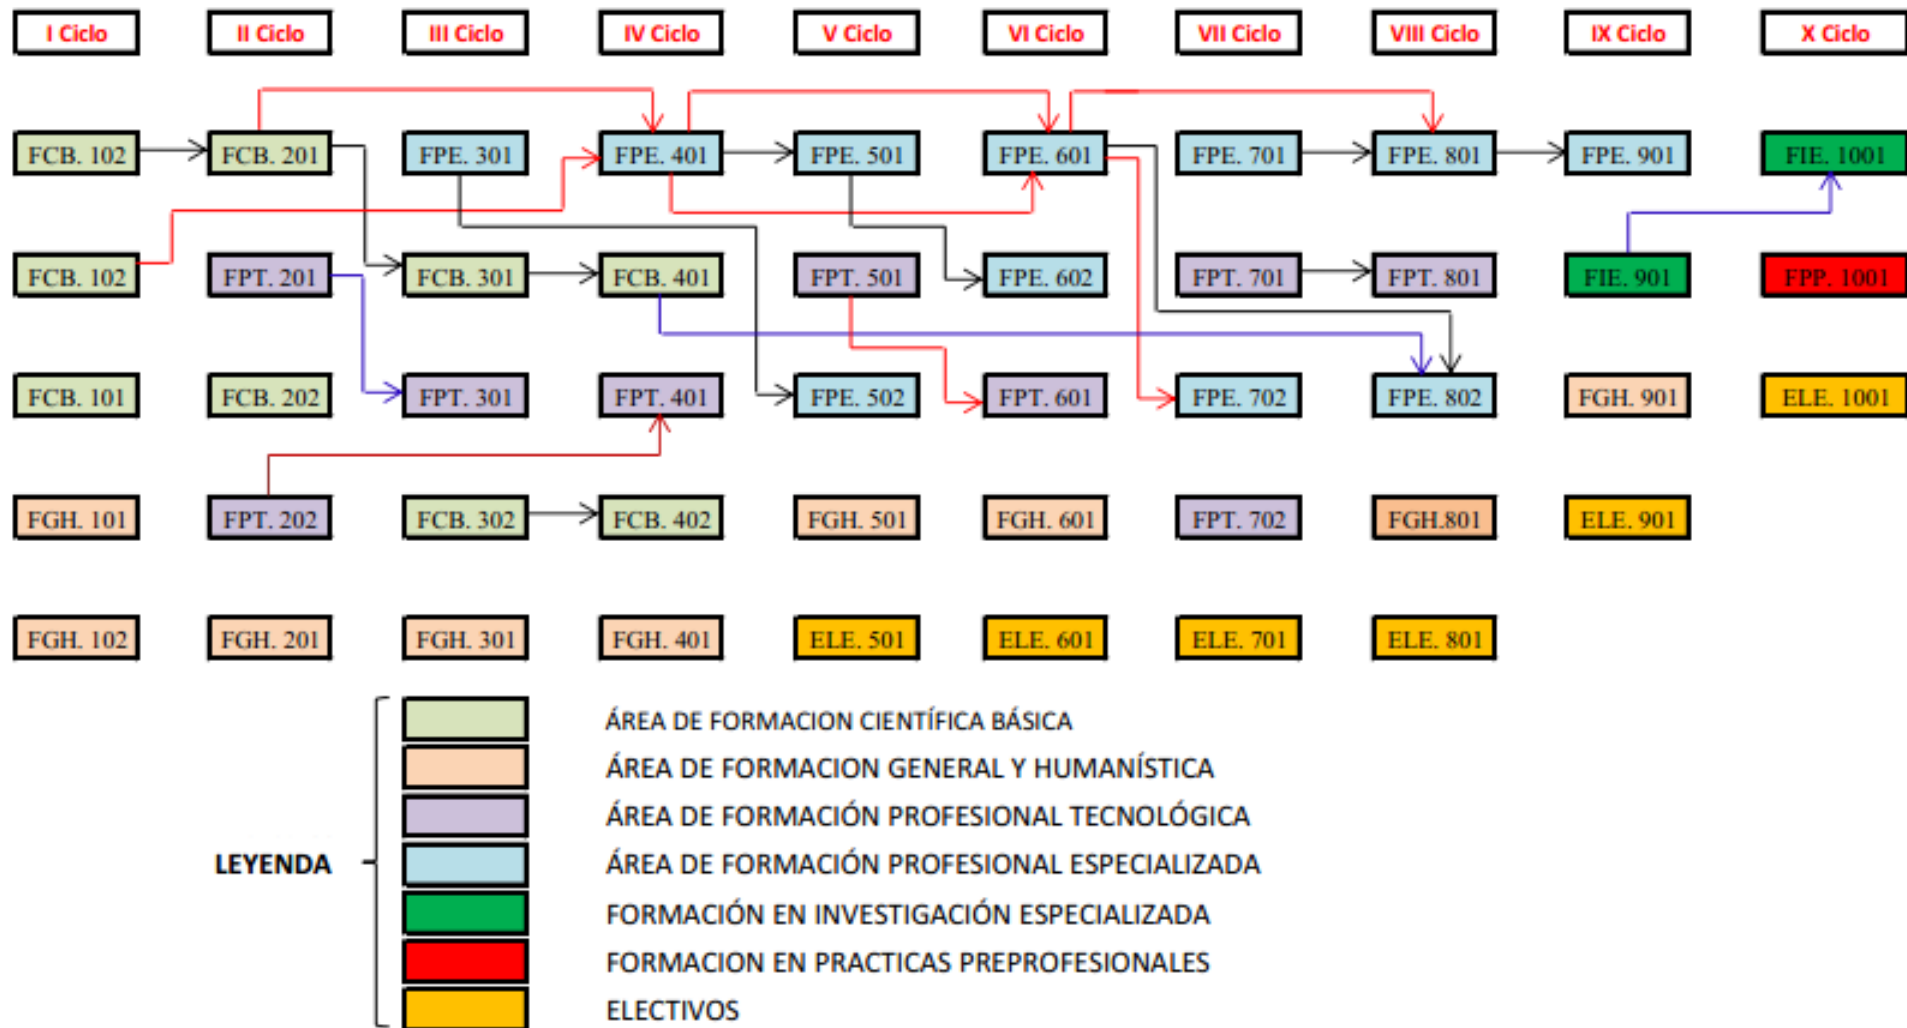 I Ciclo II Ciclo III Ciclo IV Ciclo V Ciclo VI Ciclo VII Ciclo VIII Ciclo IX Ciclo X Ciclo
FCB. 102 FCB. 201 FPE. 301 FPE. 401 FPE. 501 FPE. 601 FPE. 701 FPE. 801 FPE. 901 FIE. 1001
FCB. 102 FPT. 201 FCB. 301 FCB. 401 FPT. 501 FPE. 602 FPT. 701 FPT. 801 FIE. 901 FPP. 1001
FCB. 101 FCB. 202 FPT. 301 FPT. 401 FPE. 502 FPT. 601 FPE. 702 FPE. 802 FGH. 901 ELE. 1001
FGH. 101 FPT. 202 FCB. 302 FCB. 402 FGH. 501 FGH. 601 FPT. 702 FGH.801 ELE. 901
FGH. 102 FGH. 201 FGH. 301 FGH. 401 ELE. 501 ELE. 601 ELE. 701 ELE. 801
ÁREA DE FORMACION CIENTÍFICA BÁSICA
ÁREA DE FORMACION GENERAL Y HUMANÍSTICA
ÁREA DE FORMACIÓN PROFESIONAL TECNOLÓGICA
LEYENDA ÁREA DE FORMACIÓN PROFESIONAL ESPECIALIZADA
FORMACIÓN EN INVESTIGACIÓN ESPECIALIZADA
FORMACION EN PRACTICAS PREPROFESIONALES
ELECTIVOS